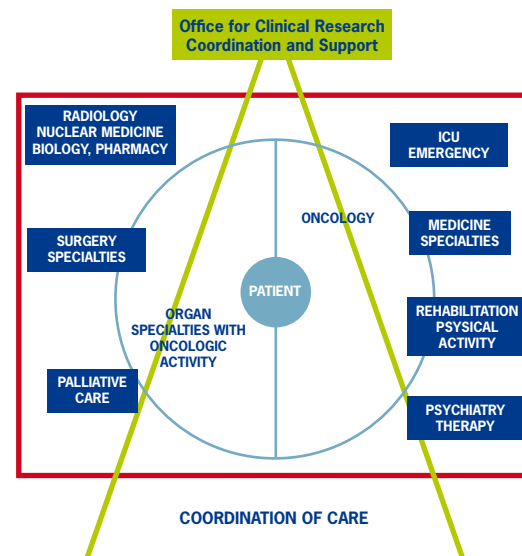 Office for Clinical Research
Coordination and Support
RADIOLOGY
NUCLEAR MEDICINE
BIOLOGY, PHARMACY
ICU
EMERGENCY
ONCOLOGY
MEDICINE
SPECIALTIES
SURGERY
SPECIALTIES
PATIENT
ORGAN
SPECIALTIES WITH
ONCOLOGIC
ACTIVITY
REHABILITATION
PSYSICAL
ACTIVITY
PALLIATIVE
CARE
PSYCHIATRY
THERAPY
COORDINATION OF CARE